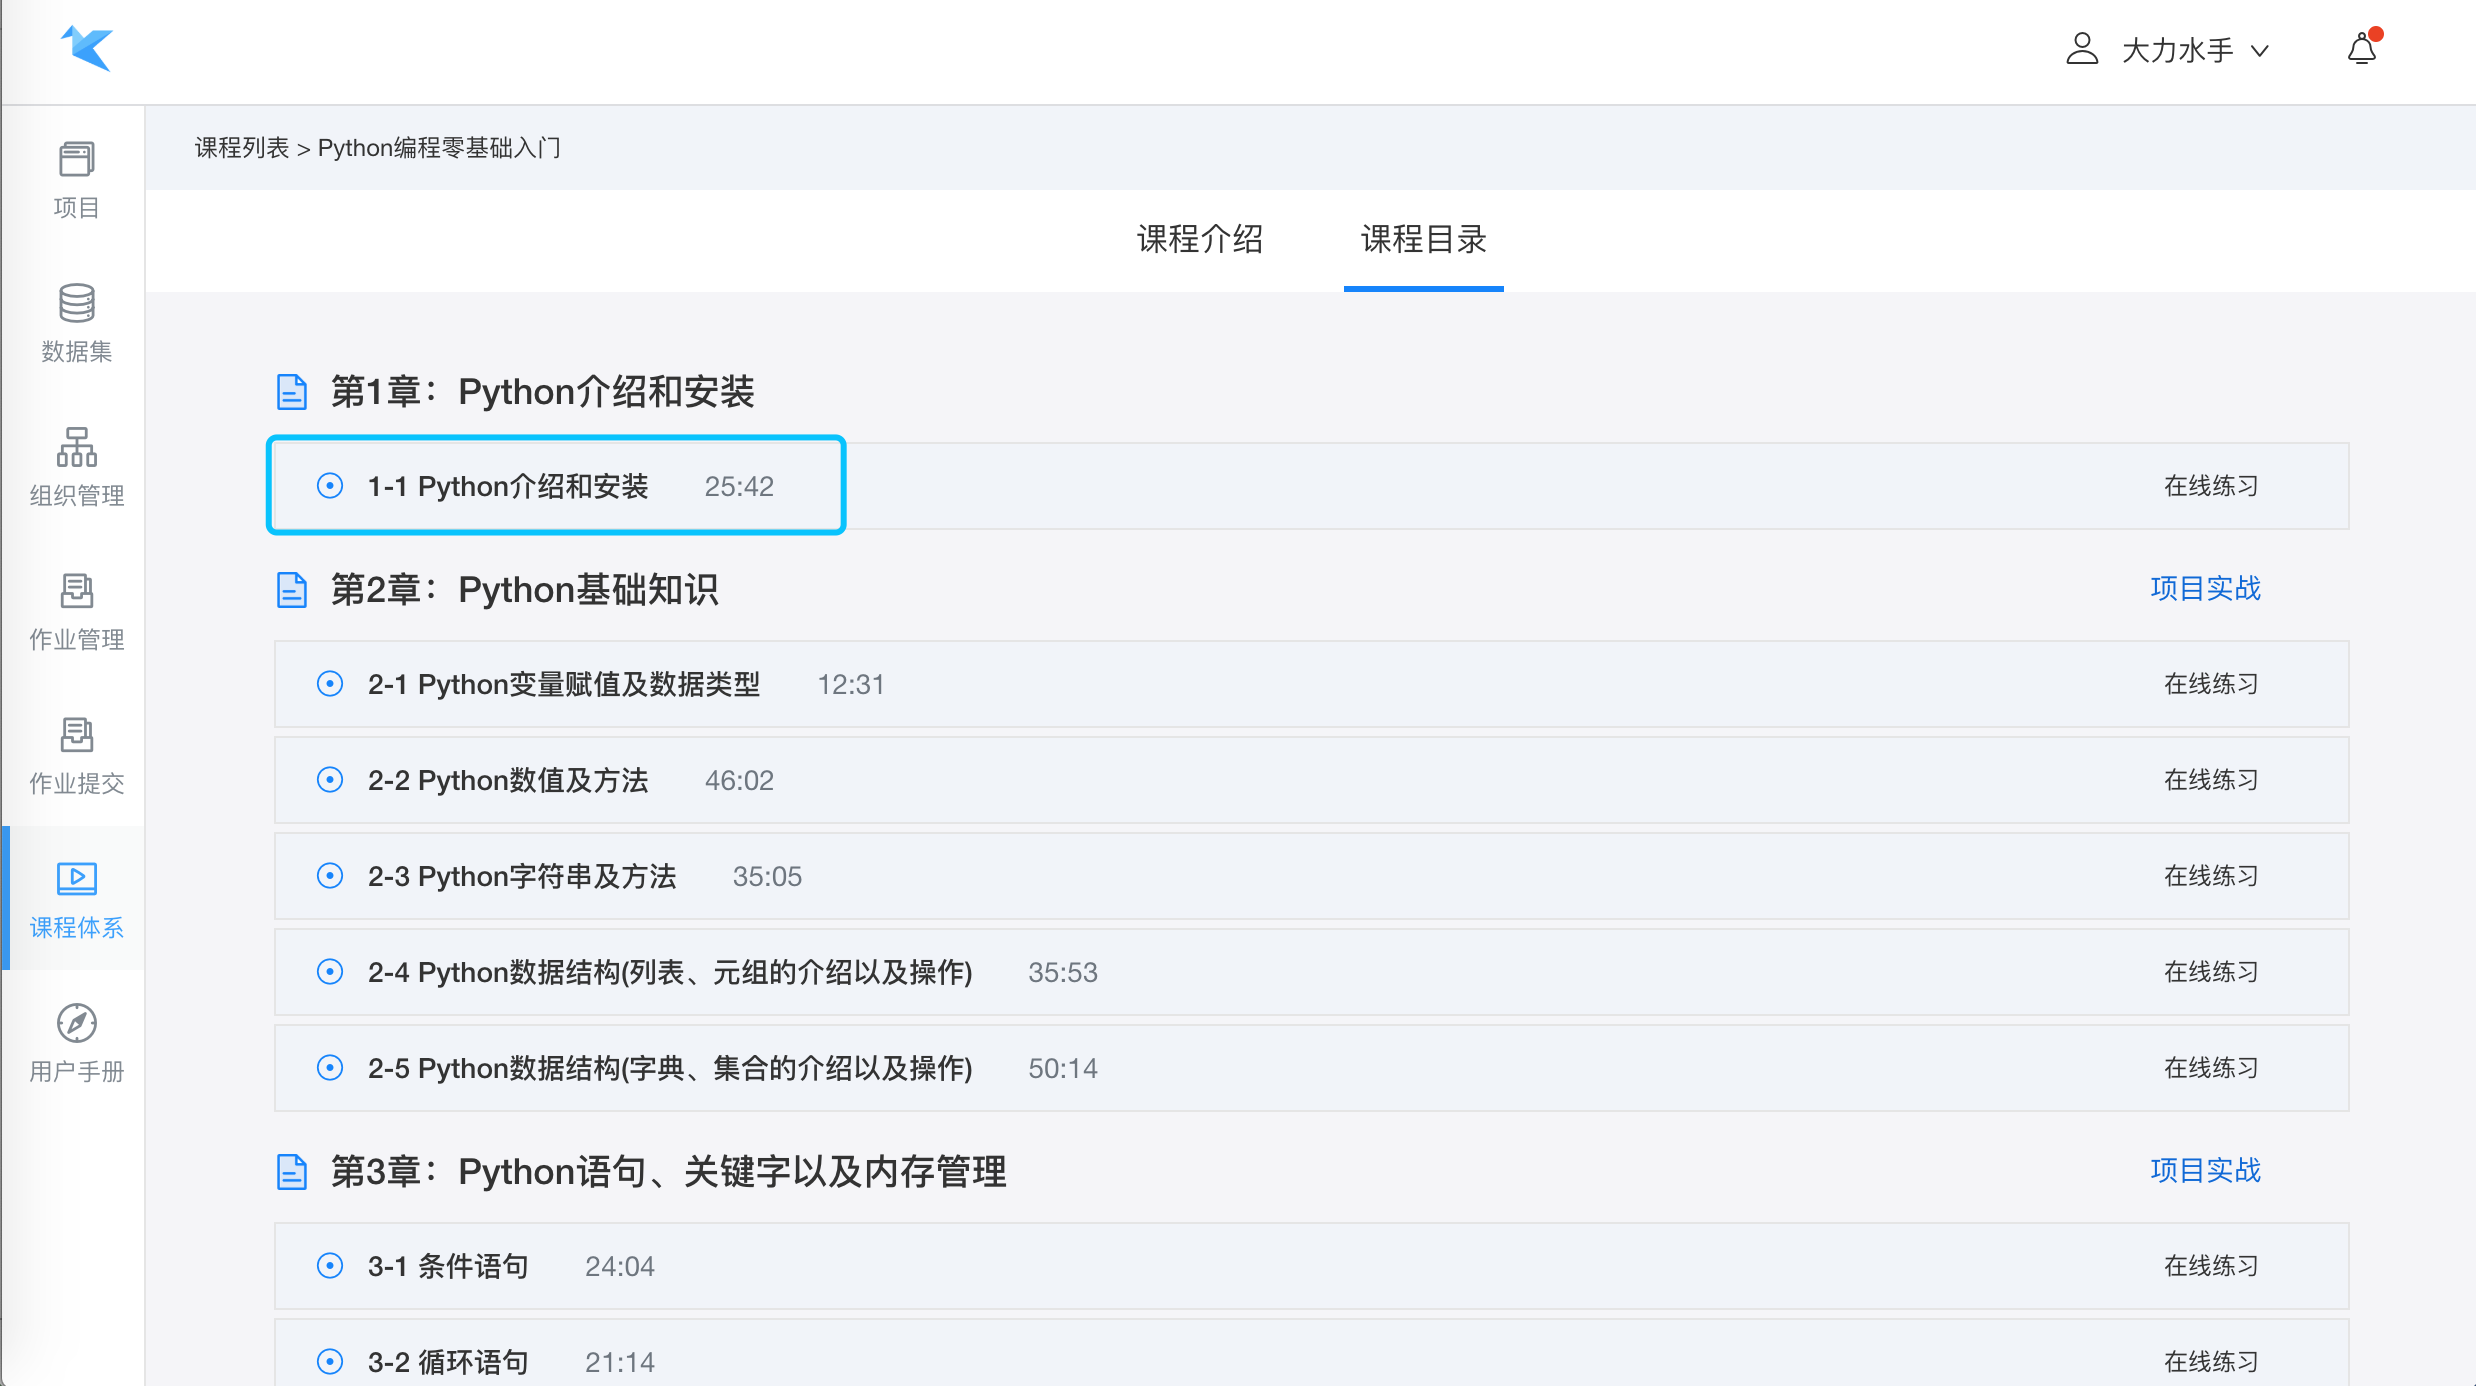 大力水手
项目
数据集
组织管理
作业管理
作业提交
课程体系
用户手册
课程列表 > Python编程零基础入门
课程介绍 课程目录
第1章：Python介绍和安装
1-1 Python介绍和安装 25:42 在线练习
第2章：Python基础知识 项目实战
2-1 Python变量赋值及数据类型 12:31 在线练习
2-2 Python数值及方法 46:02 在线练习
2-3 Python字符串及方法 35:05 在线练习
2-4 Python数据结构(列表、元组的介绍以及操作) 35:53 在线练习
2-5 Python数据结构(字典、集合的介绍以及操作) 50:14 在线练习
第3章：Python语句、关键字以及内存管理 项目实战
3-1 条件语句 24:04 在线练习
3-2 循环语句 21:14 在线练习